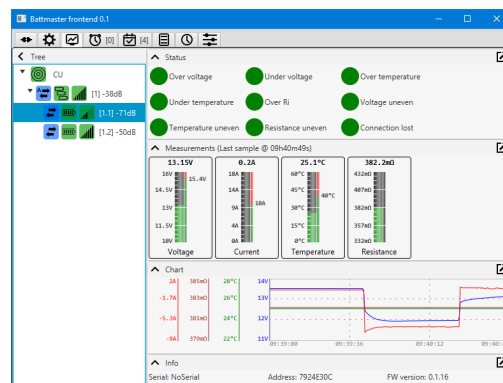 Battmaster frontend 0.1
[0] [4]
Tree
CU
[1] -38dB
[1.1] -71dB
[1.2] -50dB
Status
Over voltage Under voltage Over temperature
Under temperature Over Ri Voltage uneven
Temperature uneven Resistance uneven Connection lost
Measurements (Last sample @ 09h40m49s)
13.15V 0.2A 25.1°C 382.2mΩ
16V 18A 60°C 432mΩ
15.4V
14.5V 14A 45°C 407mΩ
40°C
10A
13V 9A 30°C 382mΩ
11.5V 4A 15°C 357mΩ
10V 0A 0°C 332mΩ
Voltage Current Temperature Resistance
Chart
2A 385mΩ 28°C 14V
-1.7A 383mΩ 26°C 13V
-5.3A 381mΩ 24°C 12V
-9A 379mΩ 22°C 11V
09:39:00 09:39:36 09:40:12 09:40:
Info
Serial: NoSerial Address: 7924E30C FW version: 0.1.16